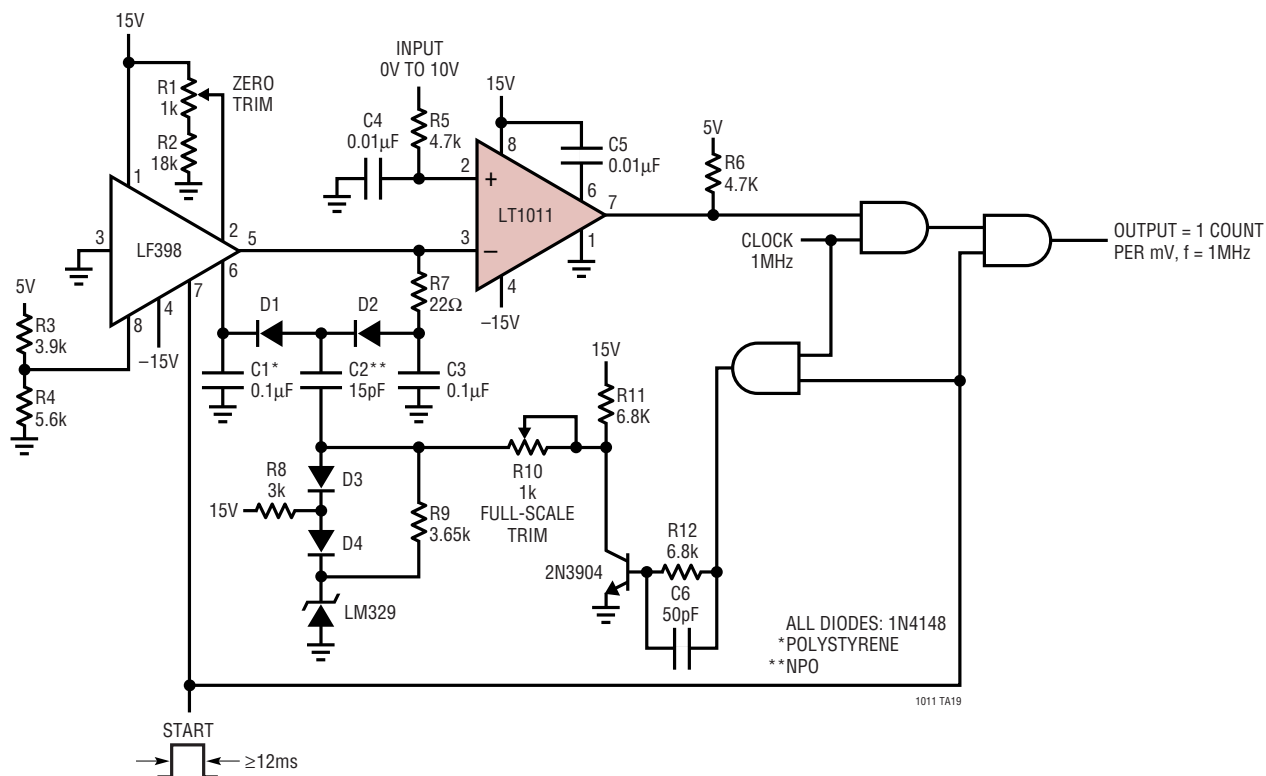 15V
R1
1k
ZERO
TRIM
R2
18k
1
2
3
LF398
5
6
7
4
8
–15V
5V
R3
3.9k
R4
5.6k
INPUT
0V TO 10V
C4
0.01µF
R5
4.7k
15V
8
C5
0.01µF
2
+
LT1011
6
7
3
–
1
4
–15V
R7
22Ω
5V
R6
4.7K
CLOCK
1MHz
OUTPUT = 1 COUNT
PER mV, f = 1MHz
D1
D2
C1*
0.1µF
C2**
15pF
C3
0.1µF
15V
R11
6.8K
R8
3k
15V
D3
D4
R9
3.65k
R10
1k
FULL-SCALE
TRIM
LM329
2N3904
R12
6.8k
C6
50pF
ALL DIODES: 1N4148
*POLYSTYRENE
**NPO
1011 TA19
START
≥12ms